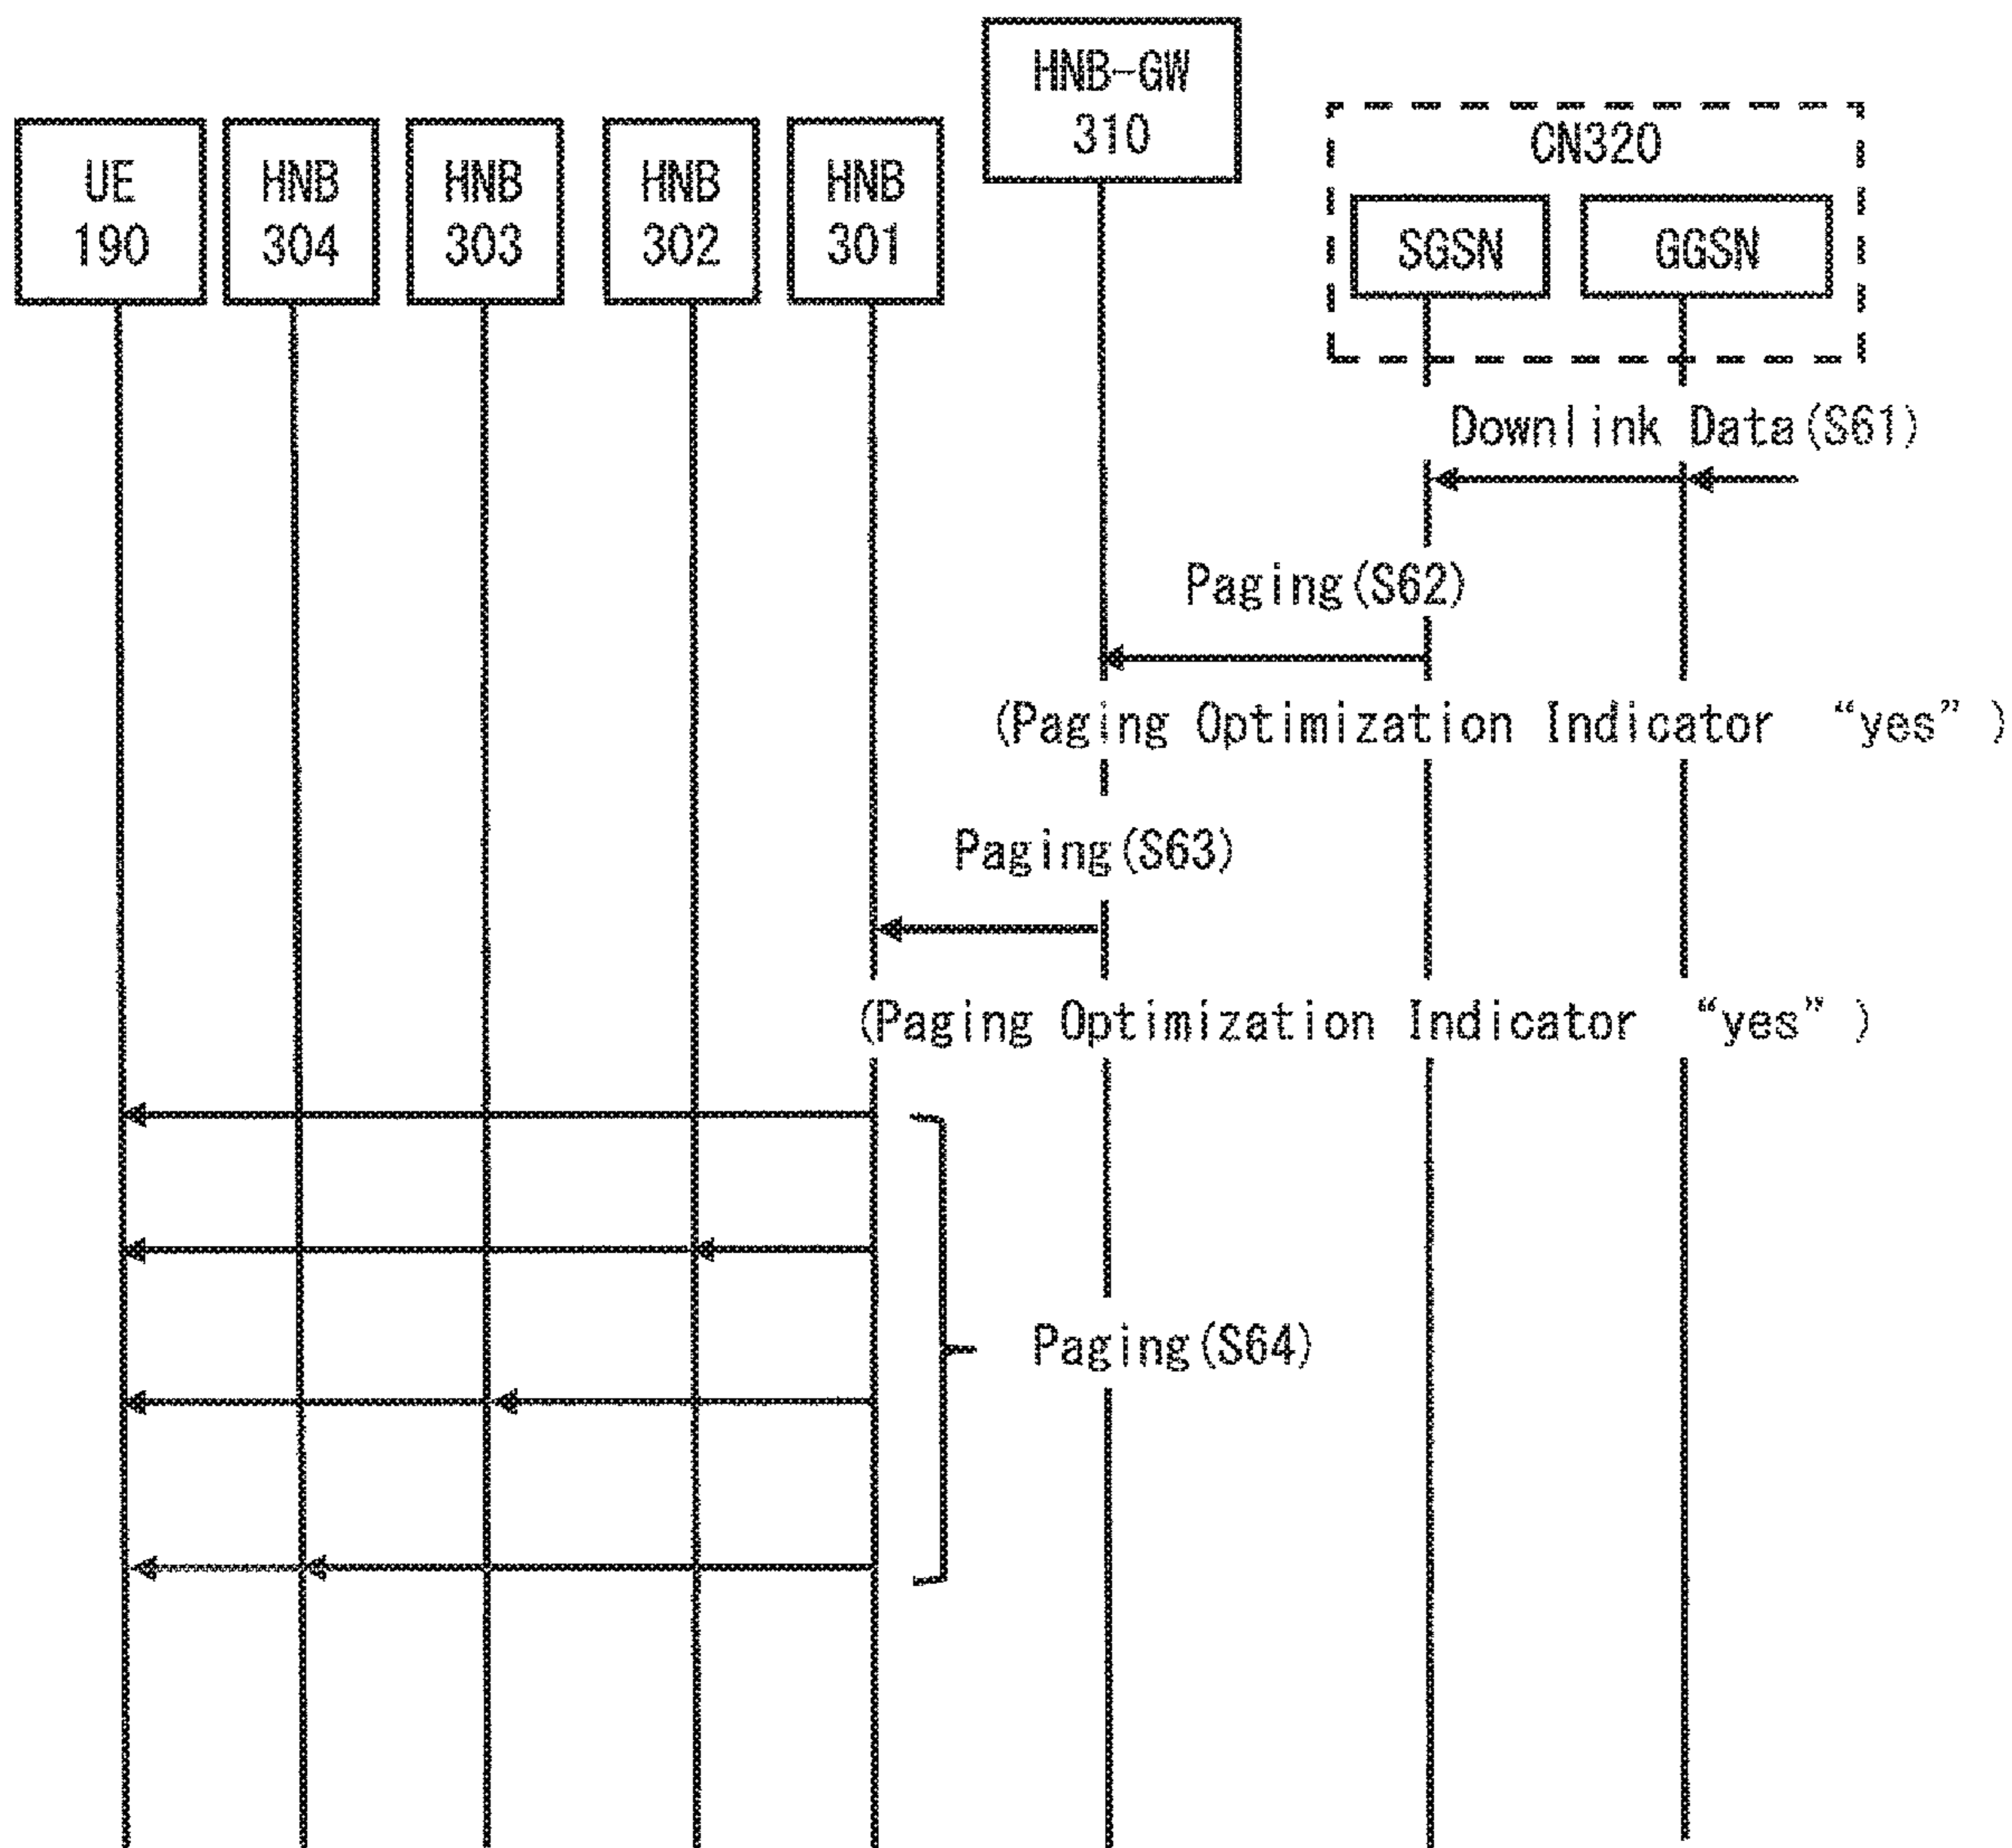 HNB-GW
310
CN320
UE
190
HNB
304
HNB
303
HNB
302
HNB
301
SGSN
GGSN
Downlink Data(S61)
Paging(S62)
(Paging Optimization Indicator “yes” )
Paging(S63)
(Paging Optimization Indicator “yes” )
Paging(S64)